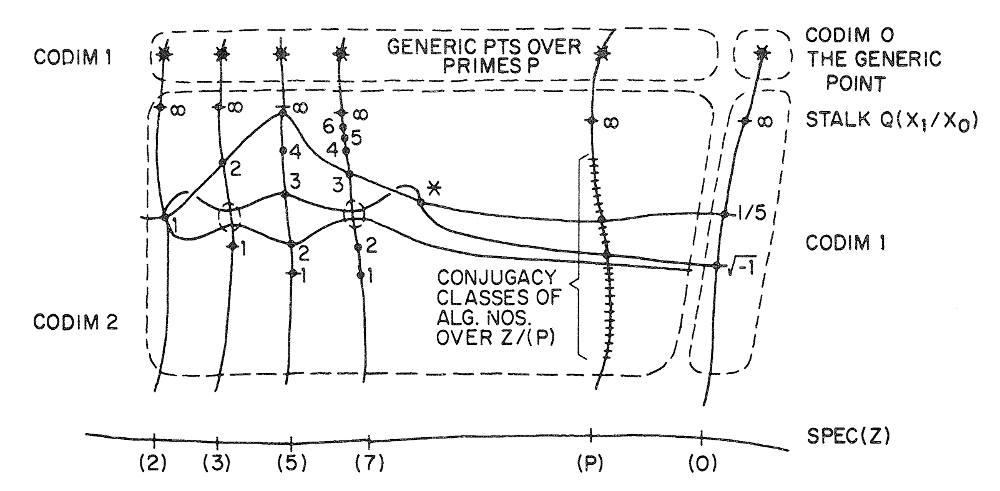 CODIM 1
GENERIC PTS OVER
PRIMES P
CODIM 0
THE GENERIC
POINT
∞
∞
∞
∞
∞
∞
STALK Q(X₁/X₀)
6
5
4
4
3
2
3
*
1
1/5
1
2
2
√-1
1
1
CODIM 1
CONJUGACY
CLASSES OF
ALG. NOS.
OVER Z/(P)
CODIM 2
SPEC(Z)
(2)
(3)
(5)
(7)
(P)
(0)